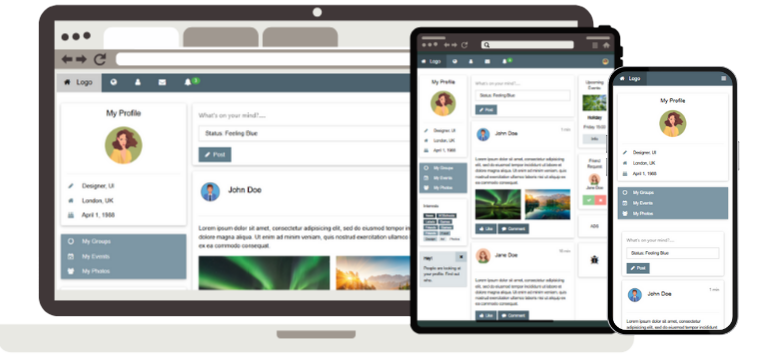 Logo
3
My Profile
Designer, UI
London, UK
April 1, 1988
My Groups
My Events
My Photos
What's on your mind?...
Status: Feeling Blue
Post
John Doe
Lorem ipsum dolor sit amet, consectetur adipisicing elit, sed do eiusmod tempor incididunt ut labore et
dolore magna aliqua. Ut enim ad minim veniam, quis nostrud exercitation ullamco
ex ea commodo consequat.
Logo
My Profile
Designer, UI
London, UK
April 1, 1988
My Groups
My Events
My Photos
Interests
Hey!
People are looking at
your profile. Find out
who.
What's on your mind?...
Status: Feeling Blue
Post
John Doe
1 min
Lorem ipsum dolor sit amet, consectetur adipisicing
elit, sed do eiusmod tempor incididunt ut labore et
dolore magna aliqua. Ut enim ad minim veniam, quis
nostrud exercitation ullamco laboris nisi ut aliquip ex
ea commodo consequat.
Like
Comment
Jane Doe
Lorem ipsum dolor sit amet, consectetur adipisicing
elit, sed do eiusmod tempor incididunt ut labore et
dolore magna aliqua. Ut enim ad minim veniam, quis
nostrud exercitation ullamco laboris nisi ut aliquip ex
ea commodo consequat.
Like
Comment
Upcoming
Events:
Holiday
Friday 15:00
Info
Friend
Request
Jane Doe
ADS
Logo
My Profile
Designer, UI
London, UK
April 1, 1988
My Groups
My Events
My Photos
What's on your mind?...
Status: Feeling Blue
Post
John Doe
1 min
Lorem ipsum dolor sit amet, consectetur
adipisicing elit, sed do eiusmod tempor incididunt